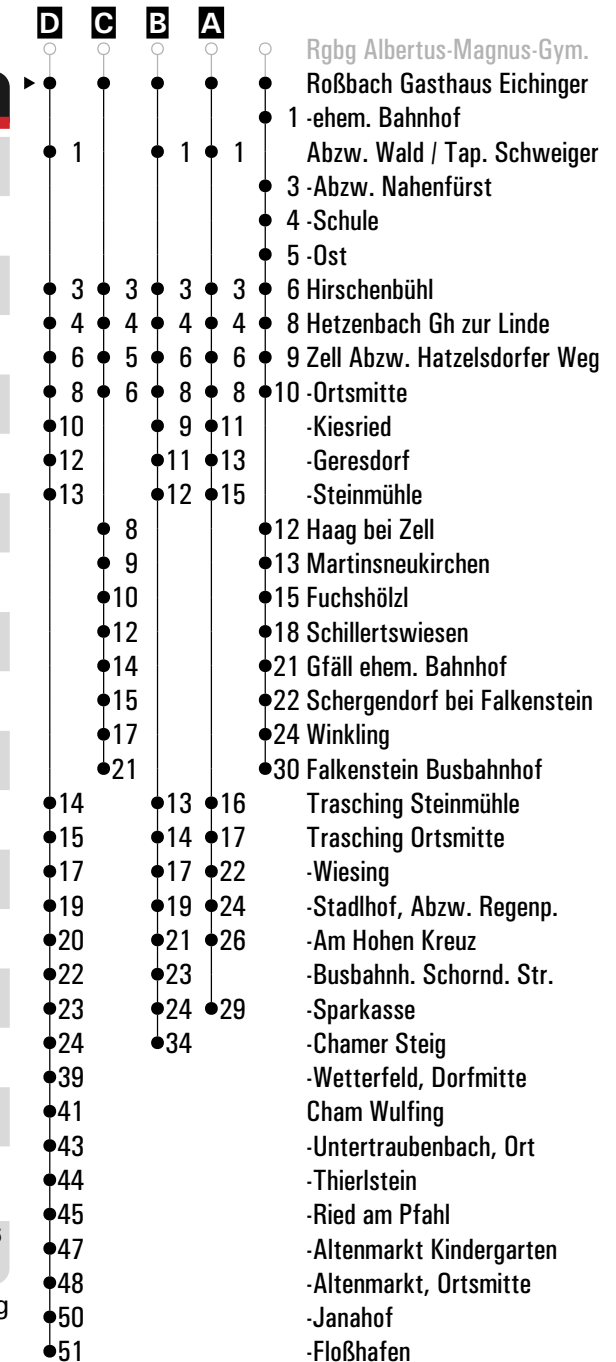 D C B A
Rgbg Albertus-Magnus-Gym.
Roßbach Gasthaus Eichinger
1 -ehem. Bahnhof
1 1 1 Abzw. Wald / Tap. Schweiger
3 -Abzw. Nahenfürst
4 -Schule
5 -Ost
3 3 3 3 6 Hirschenbühl
4 4 4 4 8 Hetzenbach Gh zur Linde
6 5 6 6 9 Zell Abzw. Hatzelsdorfer Weg
8 6 8 8 10 -Ortsmitte
10 9 11 -Kiesried
12 11 13 -Geresdorf
13 12 15 -Steinmühle
8 12 Haag bei Zell
9 13 Martinsneukirchen
10 15 Fuchshölzl
12 18 Schillertswiesen
14 21 Gfäll ehem. Bahnhof
15 22 Schergendorf bei Falkenstein
17 24 Winkling
21 30 Falkenstein Busbahnhof
14 13 16 Trasching Steinmühle
15 14 17 Trasching Ortsmitte
17 17 22 -Wiesing
19 19 24 -Stadlhof, Abzw. Regenp.
20 21 26 -Am Hohen Kreuz
22 23 -Busbahnh. Schornd. Str.
23 24 29 -Sparkasse
24 34 -Chamer Steig
39 -Wetterfeld, Dorfmitte
41 Cham Wulfing
43 -Untertraubenbach, Ort
44 -Thierlstein
45 -Ried am Pfahl
47 -Altenmarkt Kindergarten
48 -Altenmarkt, Ortsmitte
50 -Janahof
51 -Floßhafen